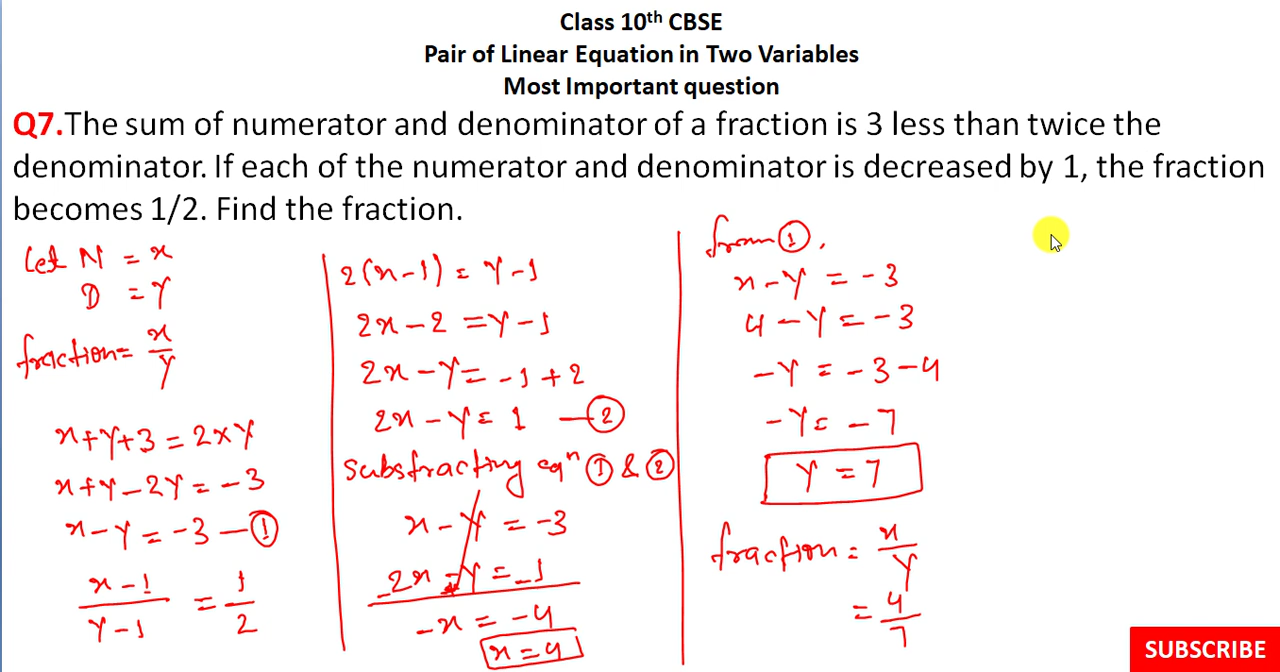 Class 10th CBSE
Pair of Linear Equation in Two Variables
Most Important question
Q7.The sum of numerator and denominator of a fraction is 3 less than twice the
denominator. If each of the numerator and denominator is decreased by 1, the fraction
becomes 1/2. Find the fraction.
Let N = x
D = Y
fraction = x/Y
x+Y+3 = 2×Y
x+Y-2Y = -3
x-Y = -3 — ①
x-1/Y-1 = 1/2
2(x-1) = Y-1
2x-2 = Y-1
2x-Y = -1+2
2x-Y = 1 — ②
Substracting eqⁿ ① & ②
x-Y = -3
-2x-Y = -1
-x = -4
x = 4
from ①,
x-Y = -3
4-Y = -3
-Y = -3-4
-Y = -7
Y = 7
fraction = x/Y
= 4/7
SUBSCRIBE